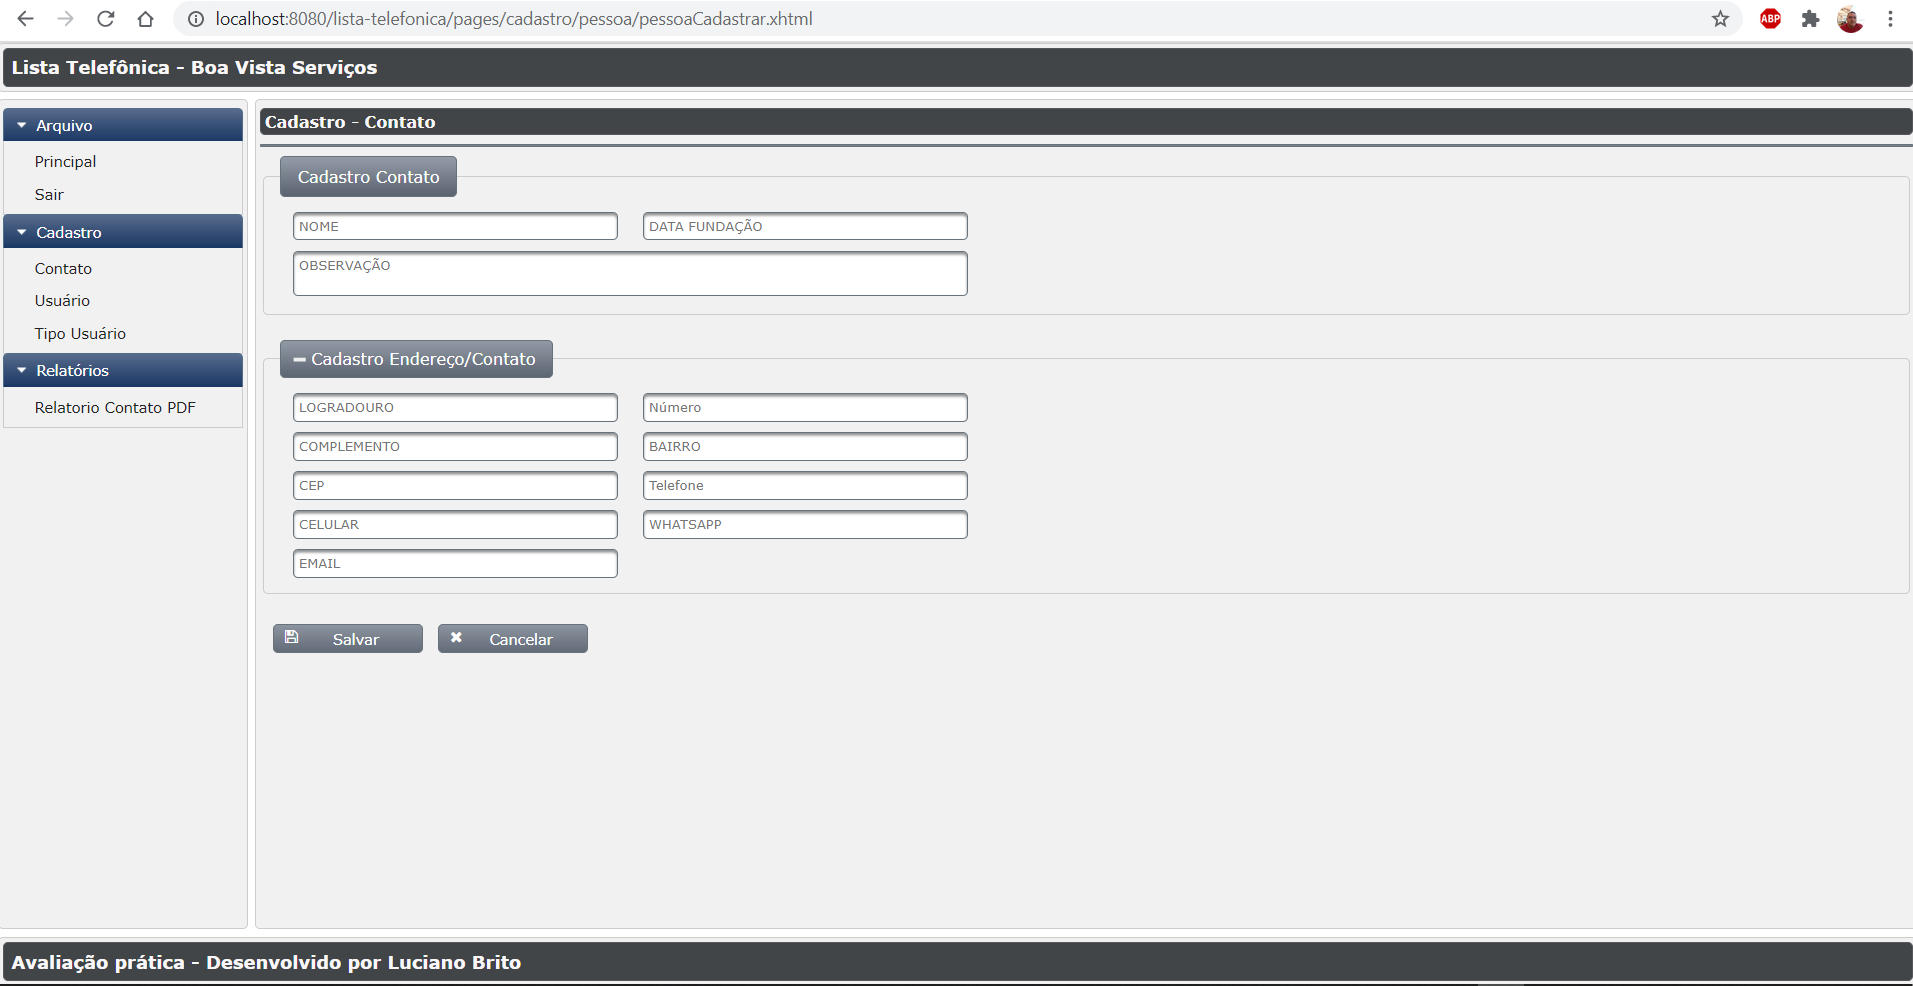 localhost:8080/lista-telefonica/pages/cadastro/pessoa/pessoaCadastrar.xhtml
ABP
Lista Telefônica - Boa Vista Serviços
Arquivo
Principal
Sair
Cadastro
Contato
Usuário
Tipo Usuário
Relatórios
Relatorio Contato PDF
Cadastro - Contato
Cadastro Contato
NOME DATA FUNDAÇÃO
OBSERVAÇÃO
Cadastro Endereço/Contato
LOGRADOURO Número
COMPLEMENTO BAIRRO
CEP Telefone
CELULAR WHATSAPP
EMAIL
Salvar Cancelar
Avaliação prática - Desenvolvido por Luciano Brito